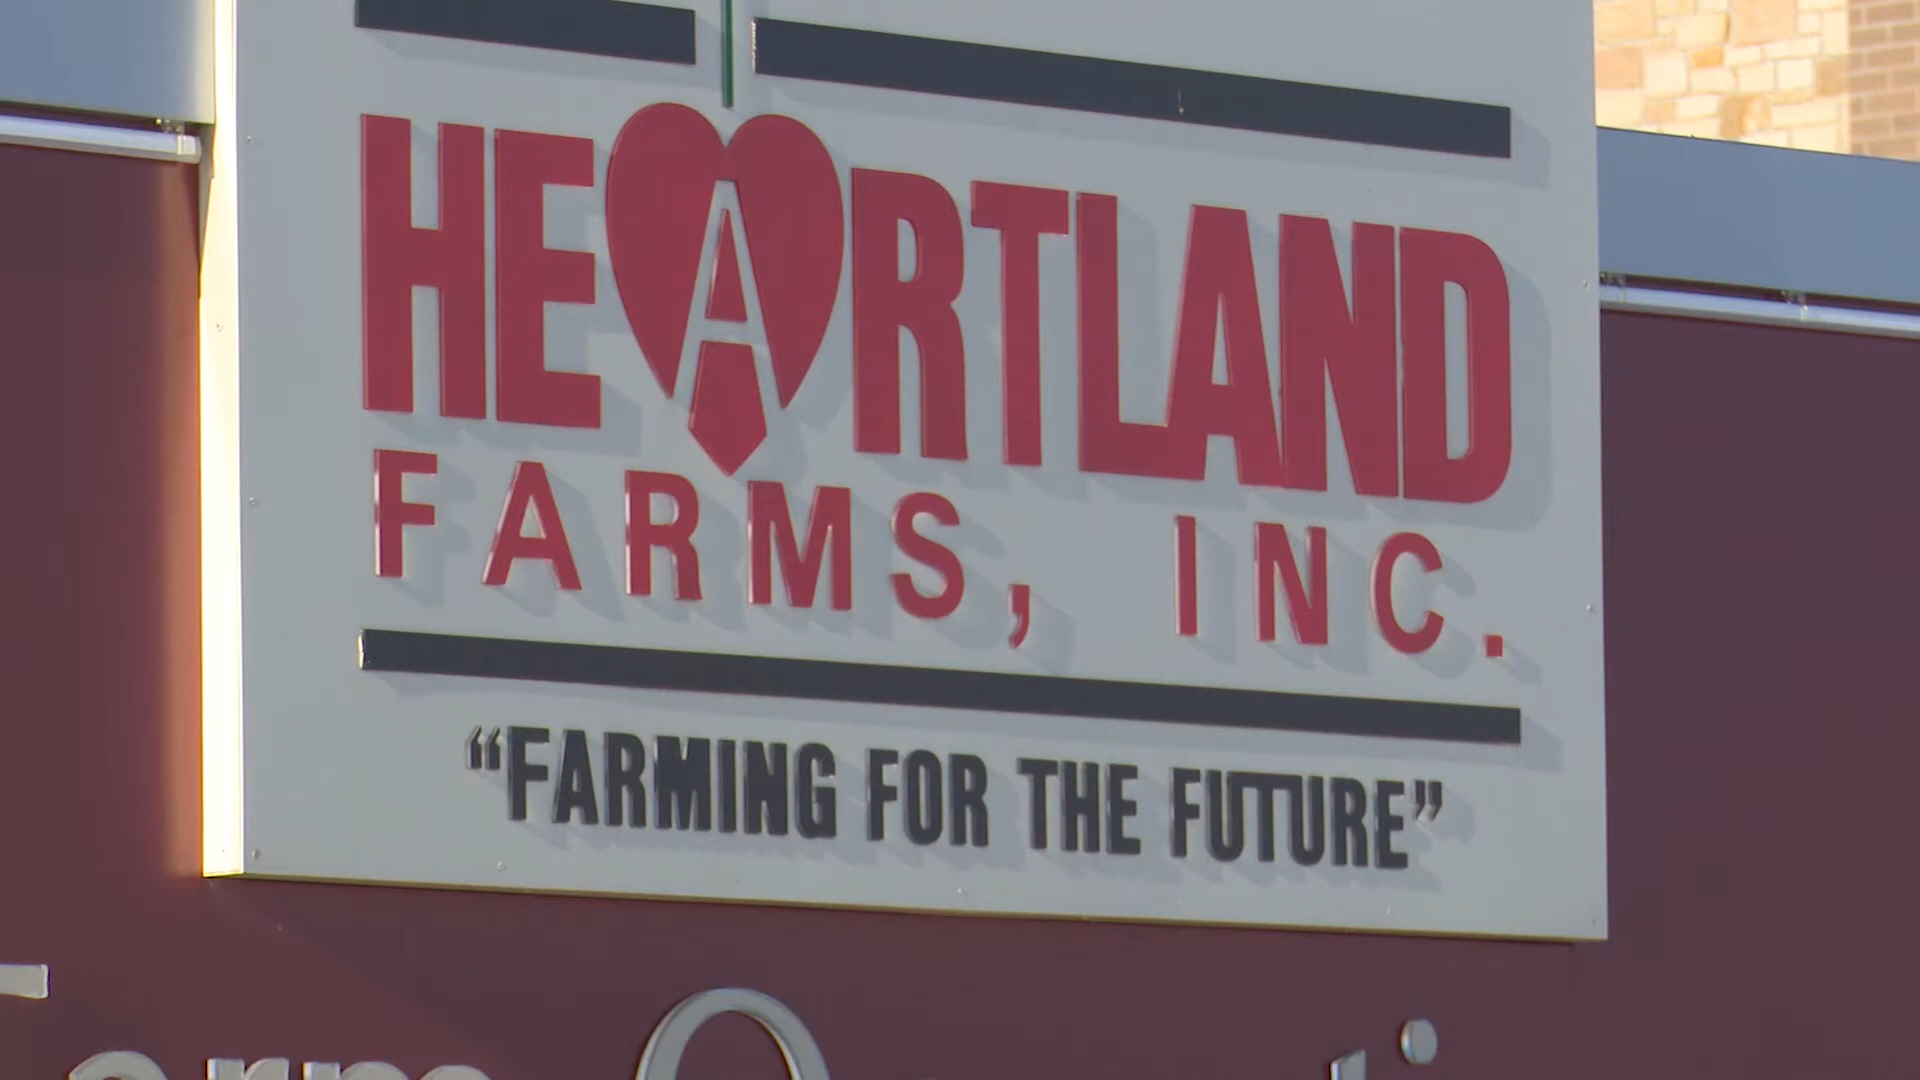 HEARTLAND
FARMS, INC.
“FARMING FOR THE FUTURE”